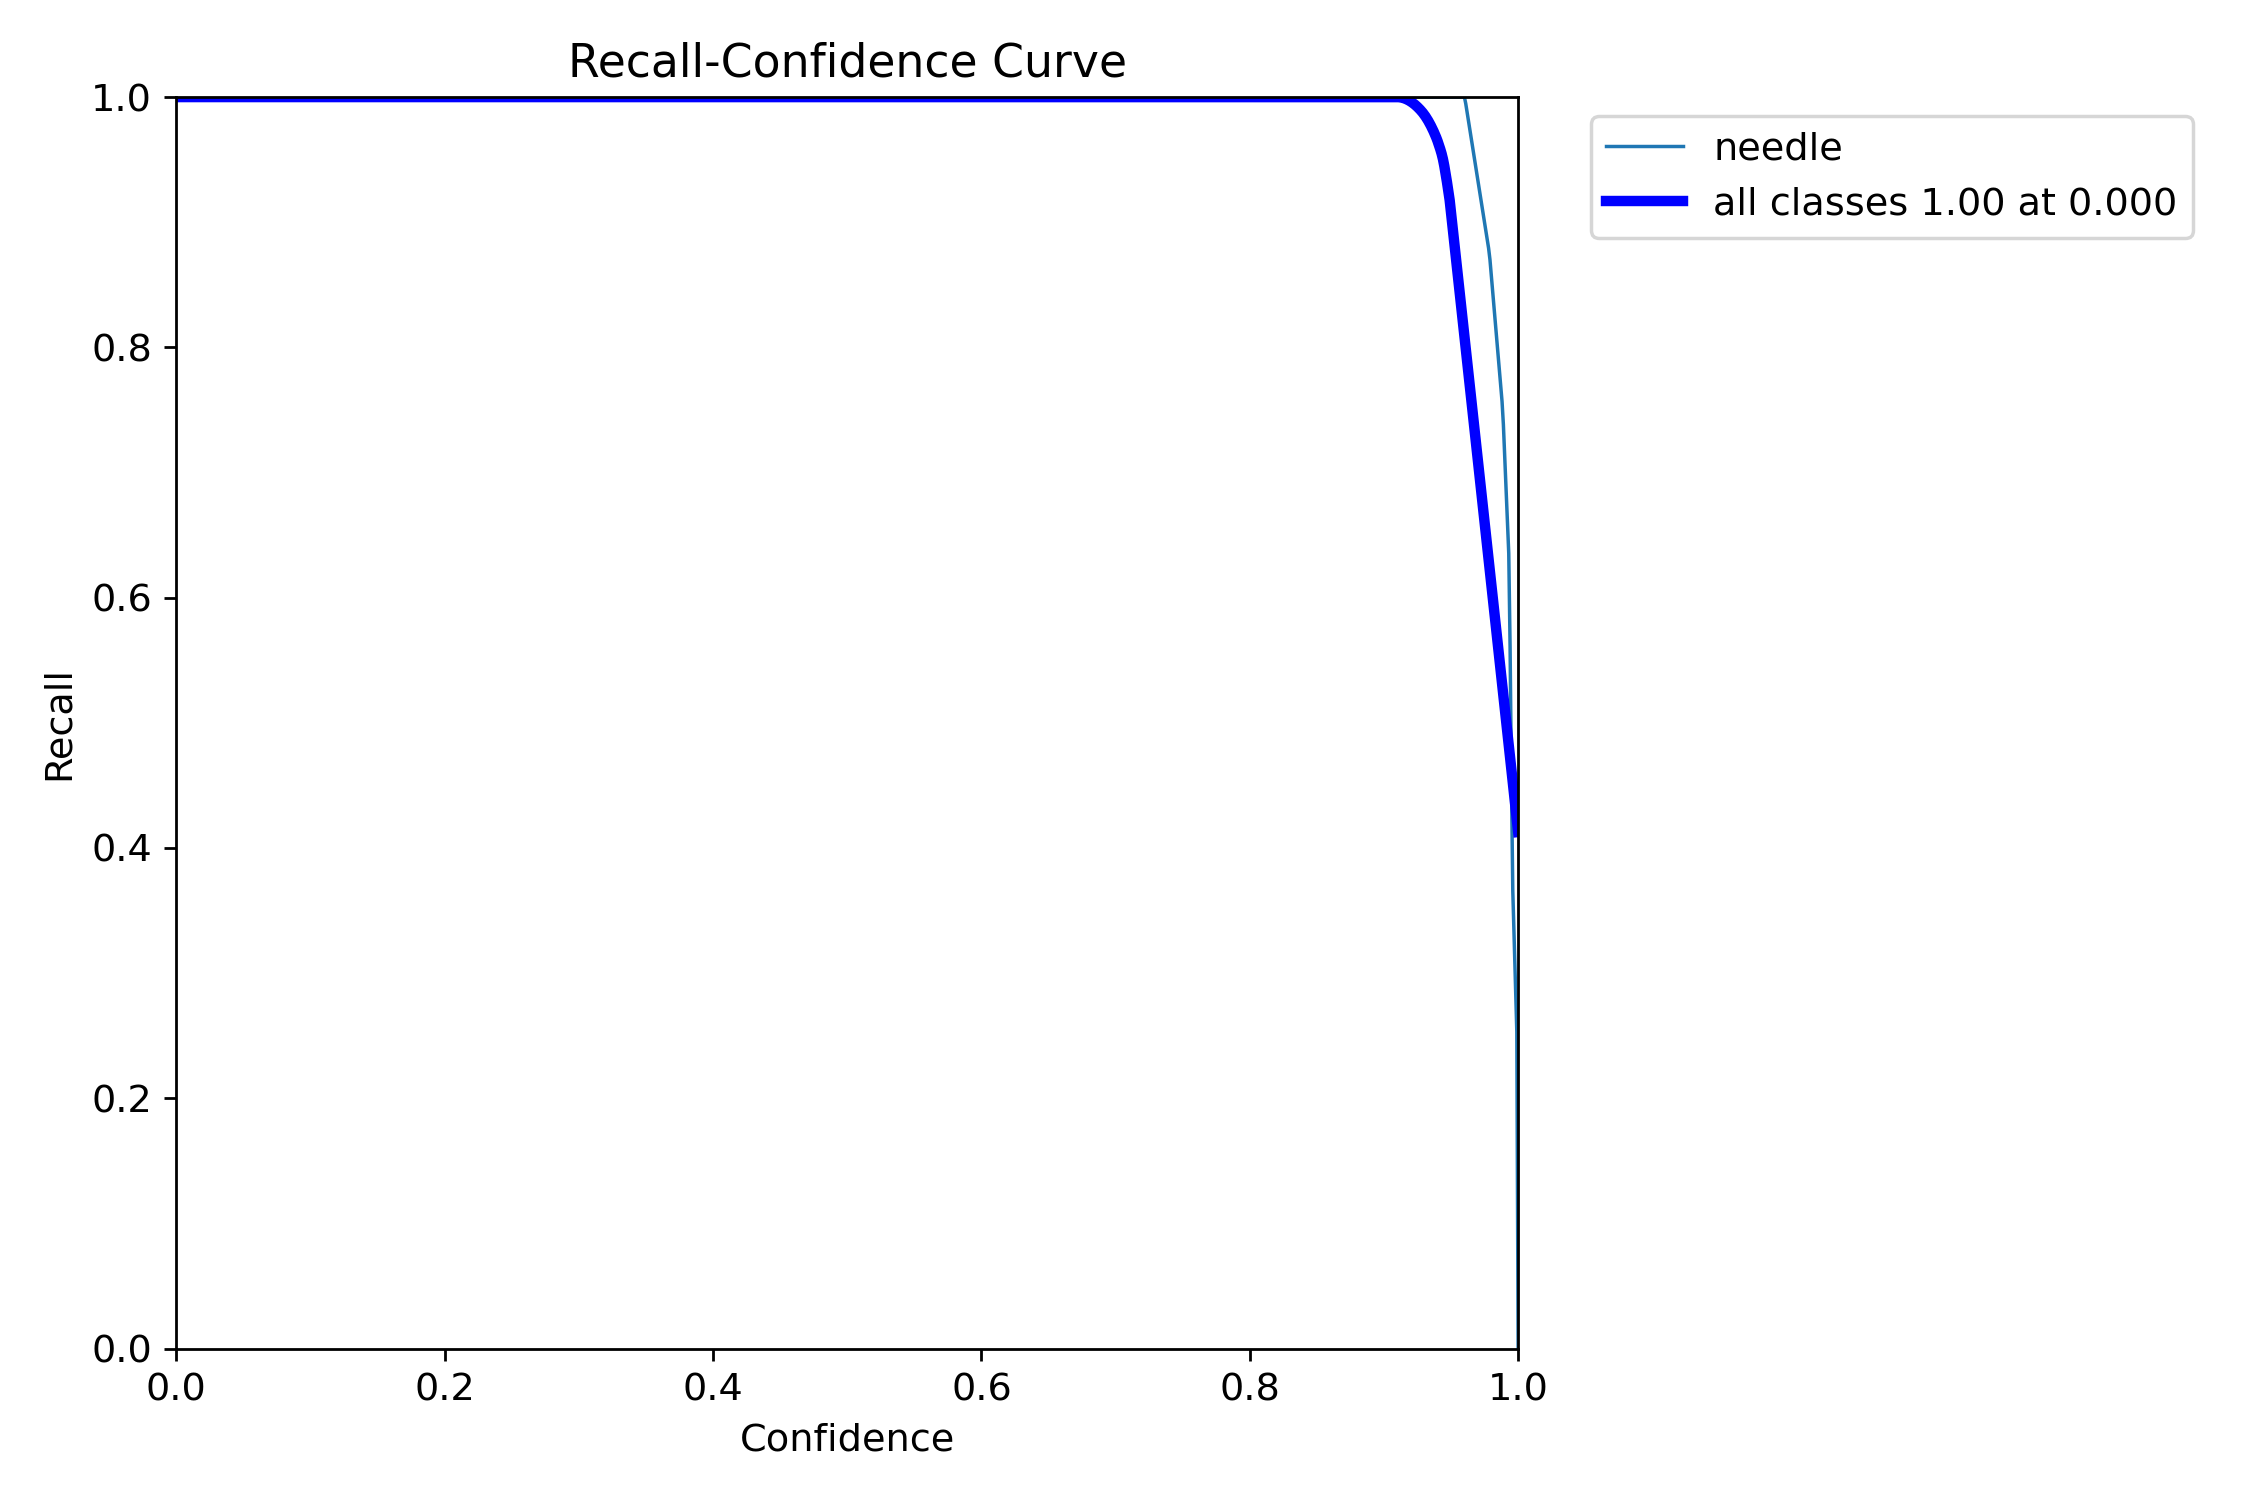 Recall-Confidence Curve
1.0
0.8
0.6
0.4
0.2
0.0
Recall
0.0 0.2 0.4 0.6 0.8 1.0
Confidence
needle
all classes 1.00 at 0.000